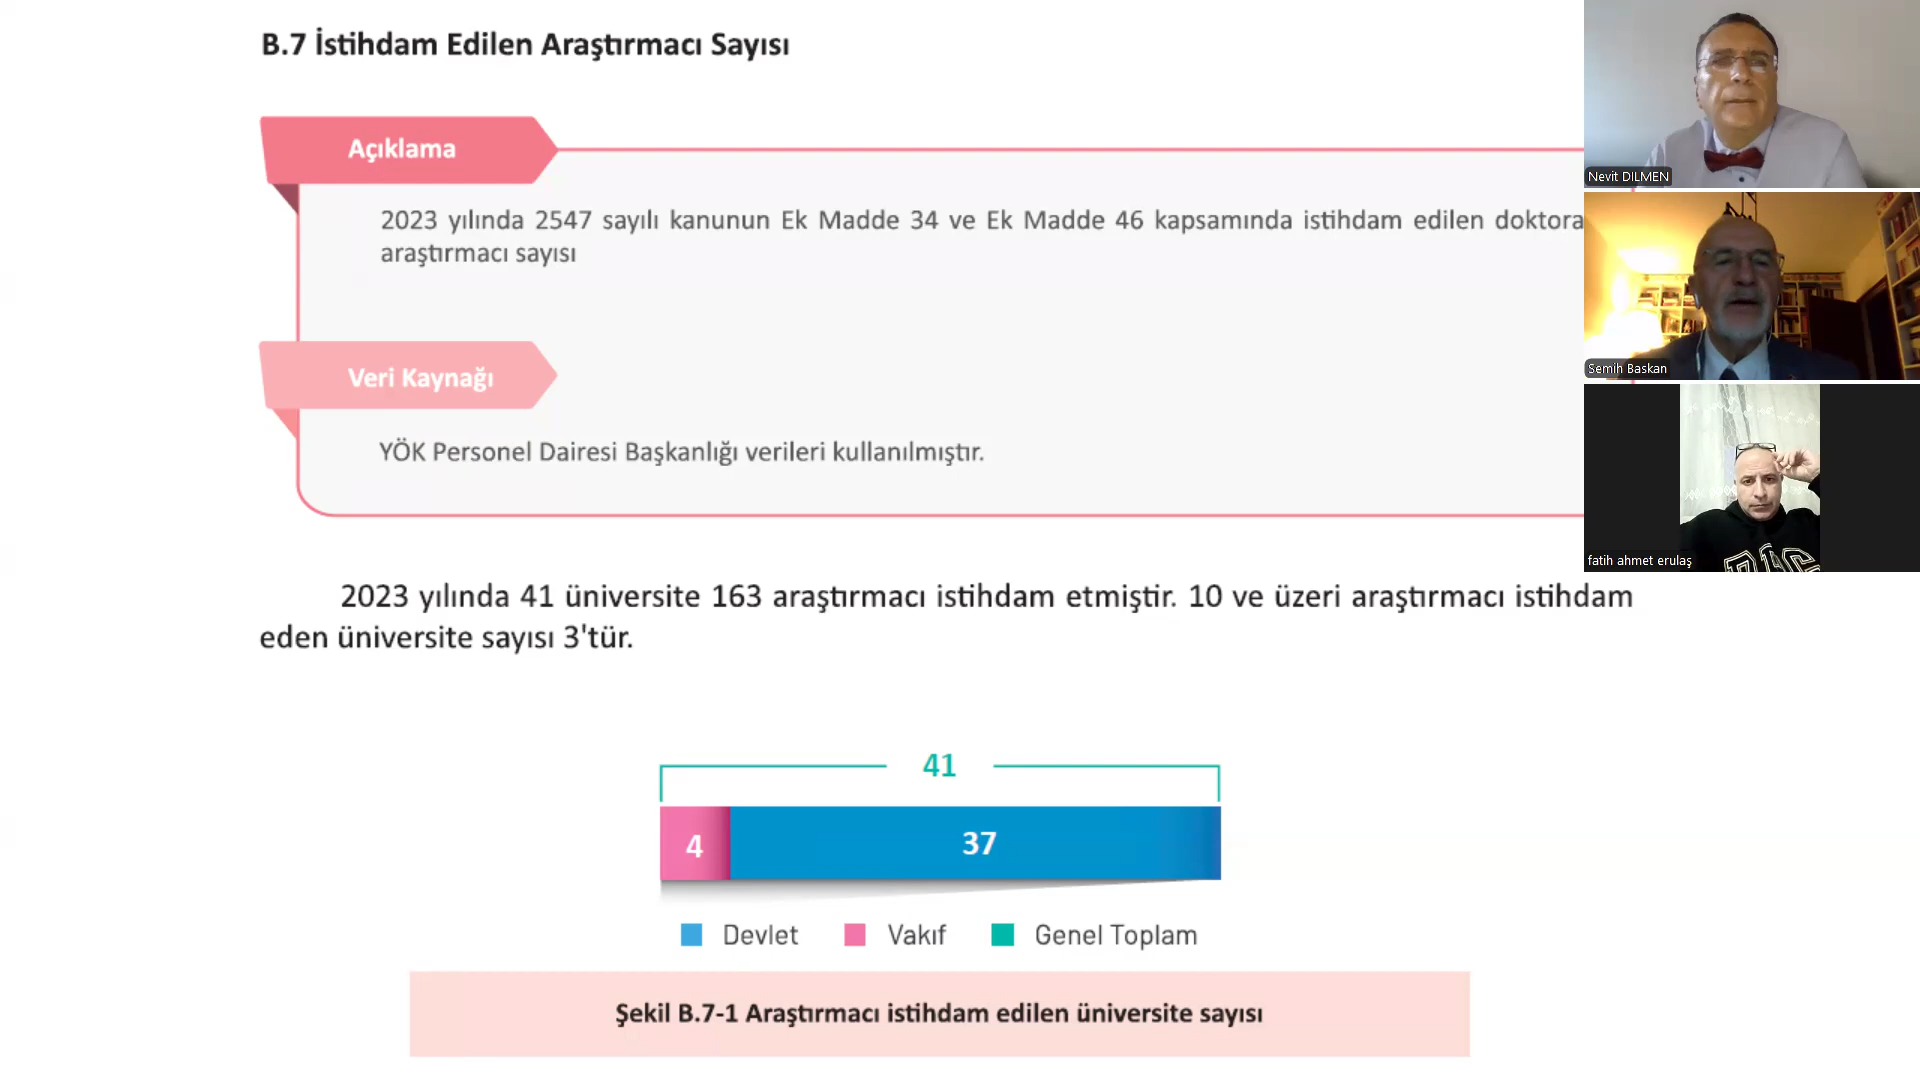 B.7 İstihdam Edilen Araştırmacı Sayısı
Açıklama
2023 yılında 2547 sayılı kanunun Ek Madde 34 ve Ek Madde 46 kapsamında istihdam edilen doktora
araştırmacı sayısı
Veri Kaynağı
YÖK Personel Dairesi Başkanlığı verileri kullanılmıştır.
2023 yılında 41 üniversite 163 araştırmacı istihdam etmiştir. 10 ve üzeri araştırmacı istihdam
eden üniversite sayısı 3'tür.
41
4 37
Devlet Vakıf Genel Toplam
Şekil B.7-1 Araştırmacı istihdam edilen üniversite sayısı
Nevit DILMEN
Semih Baskan
fatih ahmet erulaş